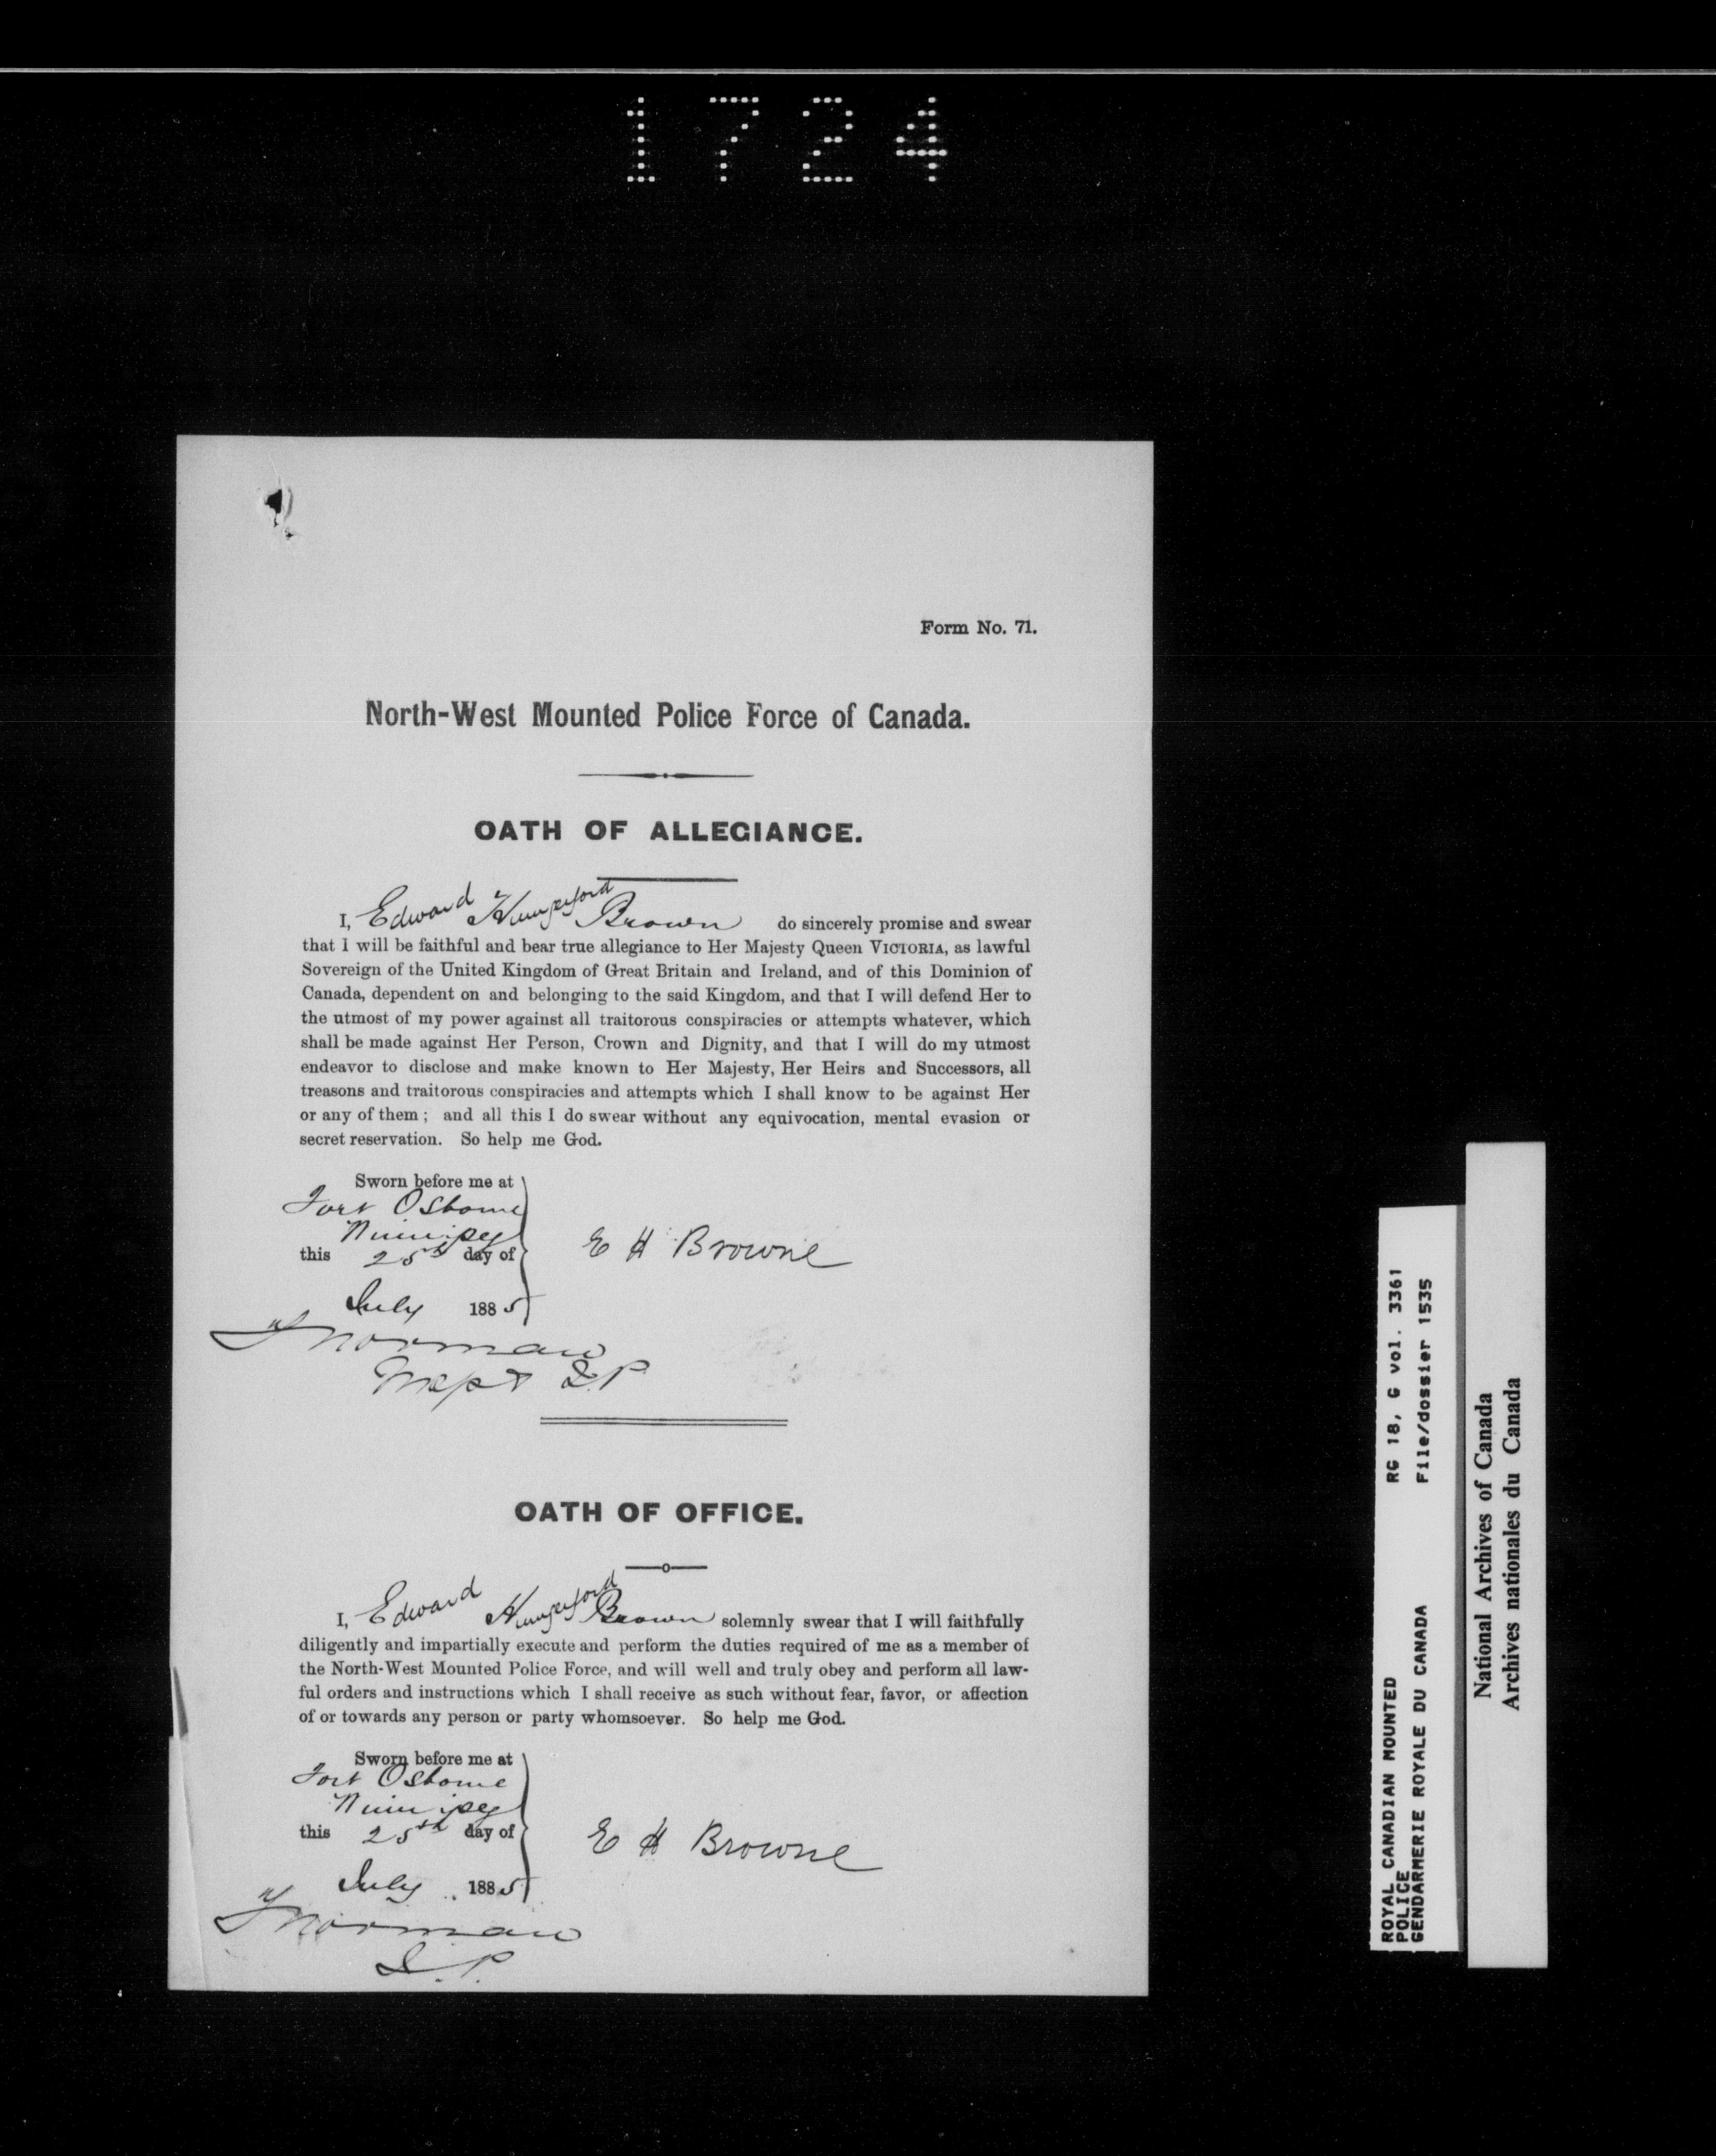 1724
Form No. 71.
North-West Mounted Police Force of Canada.
OATH OF ALLEGIANCE.
I, Edward Hungerford Brown do sincerely promise and swear
that I will be faithful and bear true allegiance to Her Majesty Queen VICTORIA, as lawful
Sovereign of the United Kingdom of Great Britain and Ireland, and of this Dominion of
Canada, dependent on and belonging to the said Kingdom, and that I will defend Her to
the utmost of my power against all traitorous conspiracies or attempts whatever, which
shall be made against Her Person, Crown and Dignity, and that I will do my utmost
endeavor to disclose and make known to Her Majesty, Her Heirs and Successors, all
treasons and traitorous conspiracies and attempts which I shall know to be against Her
or any of them ; and all this I do swear without any equivocation, mental evasion or
secret reservation. So help me God.
Sworn before me at
Fort Osborne
Winnipeg
this 25th day of
July 1885
E H Browne
Norman
J.P
OATH OF OFFICE.
I, Edward Hungerford Brown solemnly swear that I will faithfully
diligently and impartially execute and perform the duties required of me as a member of
the North-West Mounted Police Force, and will well and truly obey and perform all law-
ful orders and instructions which I shall receive as such without fear, favor, or affection
of or towards any person or party whomsoever. So help me God.
Sworn before me at
Fort Osborne
Winnipeg
this 25th day of
July 1885
E H Browne
Norman
J.P.
ROYAL CANADIAN MOUNTED RG 18, G vol. 3361
POLICE
GENDARMERIE ROYALE DU CANADA File/dossier 1535
National Archives of Canada
Archives nationales du Canada